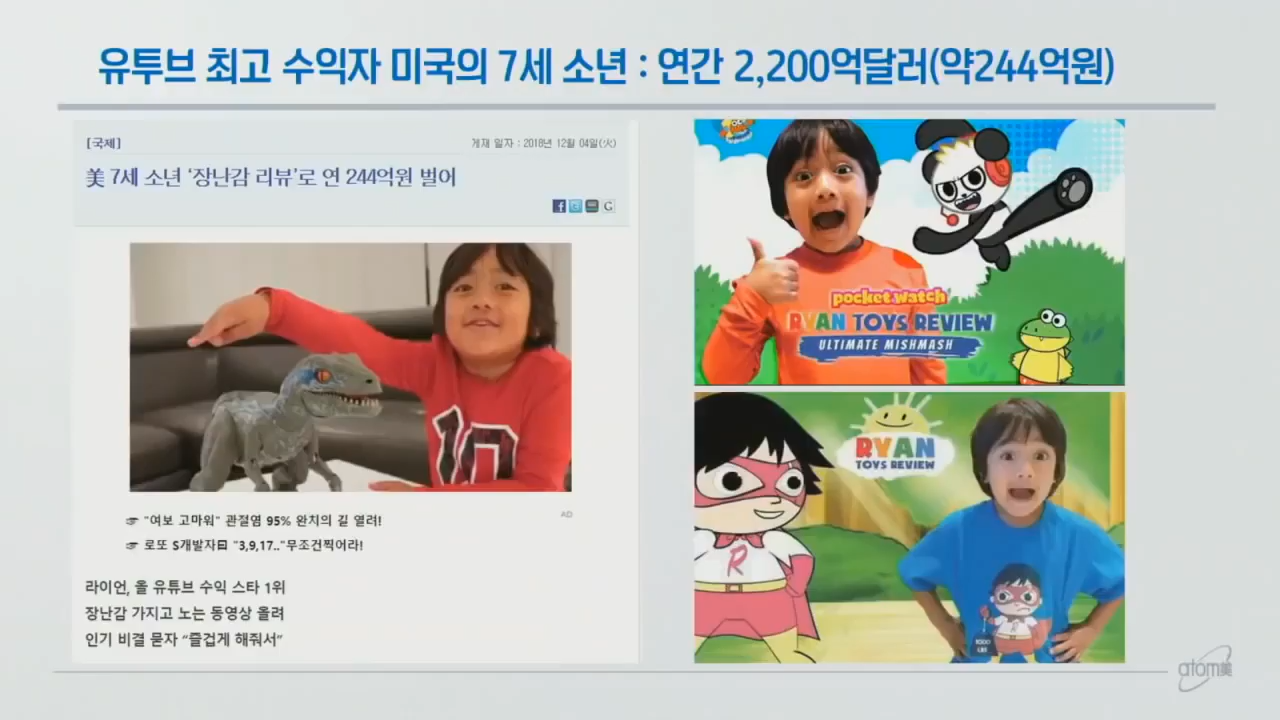 유투브 최고 수익자 미국의 7세 소년 : 연간 2,200억달러(약244억원)
[국제]
게재 일자 : 2018년 12월 04일(火)
美 7세 소년 ‘장난감 리뷰’로 연 244억원 벌어
AD
☞ "여보 고마워" 관절염 95% 완치의 길 열려!
☞ 로또 S개발자曰 "3,9,17.."무조건찍어라!
라이언, 올 유튜브 수익 스타 1위
장난감 가지고 노는 동영상 올려
인기 비결 묻자 “즐겁게 해줘서”
pocket watch
RYAN TOYS REVIEW
ULTIMATE MISHMASH
RYAN
TOYS REVIEW
R
10
atom美